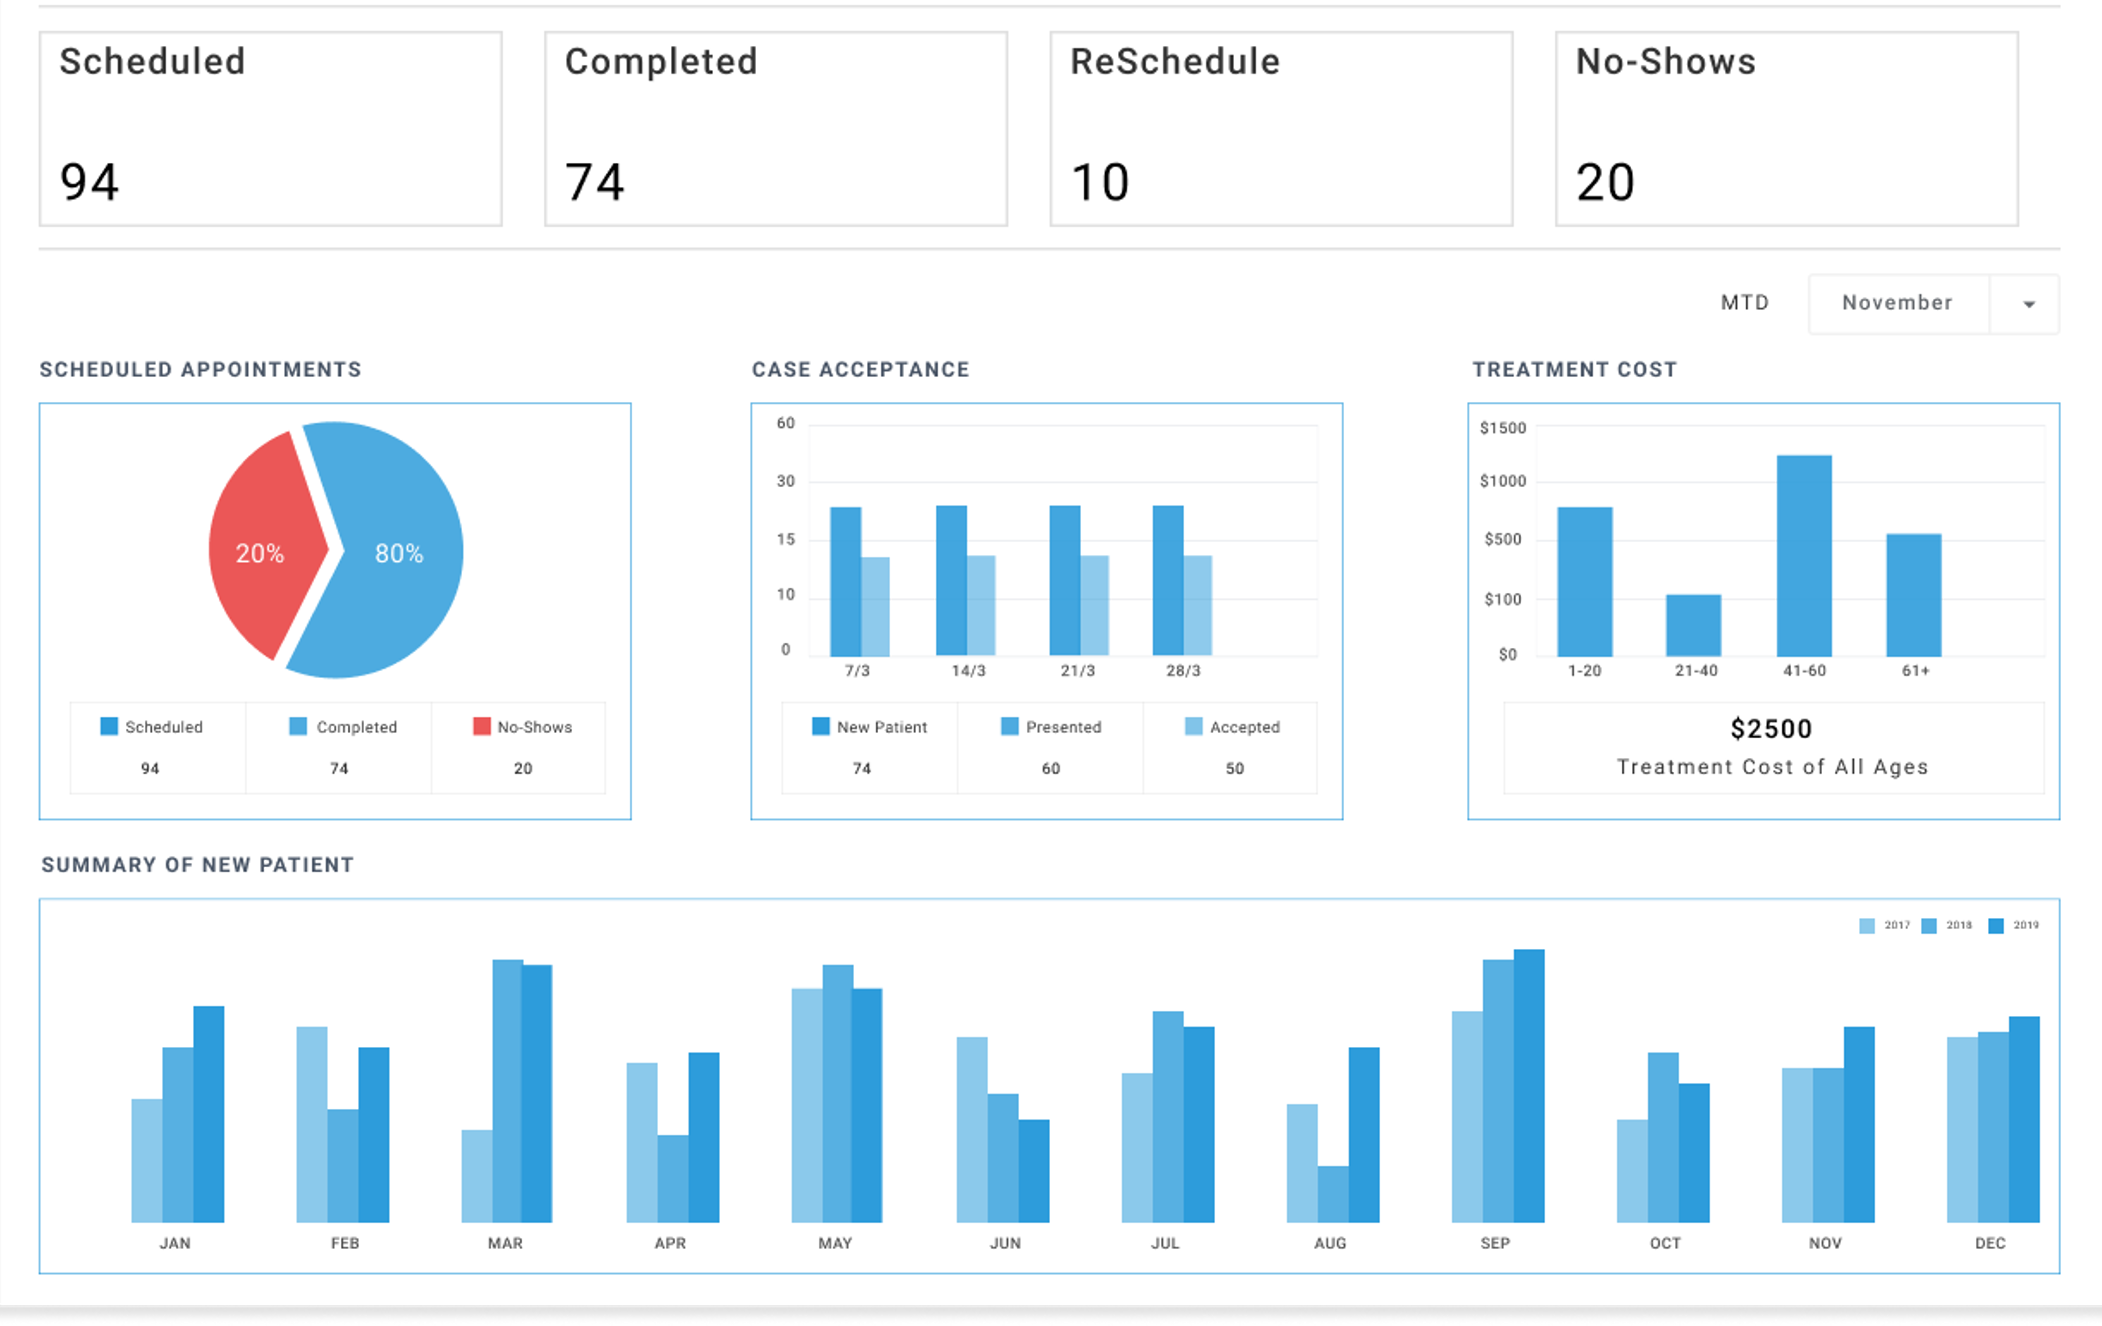 Scheduled
Completed
ReSchedule
No-Shows
94
74
10
20
MTD
November
SCHEDULED APPOINTMENTS
20%
80%
Scheduled
Completed
No-Shows
94
74
20
CASE ACCEPTANCE
60
30
15
10
0
7/3
14/3
21/3
28/3
New Patient
Presented
Accepted
74
60
50
TREATMENT COST
$1500
$1000
$500
$100
$0
1-20
21-40
41-60
61+
$2500
Treatment Cost of All Ages
SUMMARY OF NEW PATIENT
2017
2018
2019
JAN
FEB
MAR
APR
MAY
JUN
JUL
AUG
SEP
OCT
NOV
DEC